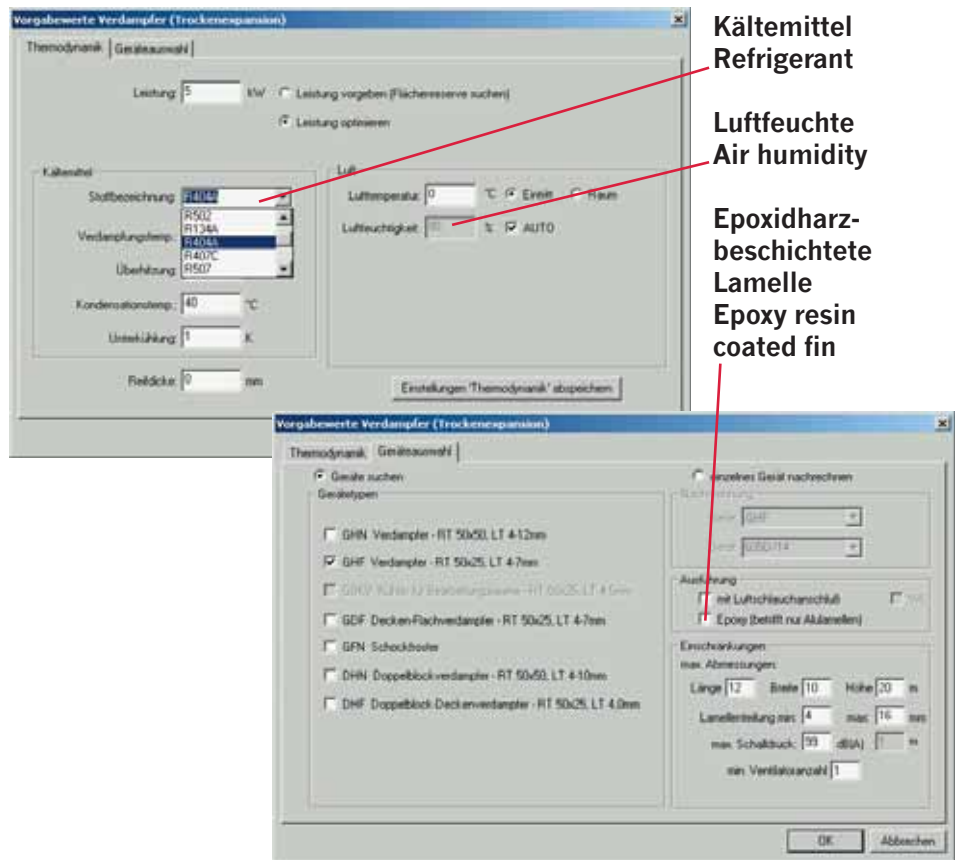 Vorgabewerte Verdampfer (Trockenexpansion)
Thermodynamik Geräteauswahl
Leistung: 5 kW Leistung vorgeben (Flächenreserve suchen)
Leistung optimieren
Kältemittel
Stoffbezeichnung: R404A
R502
R134A
R404A
R407C
R507
Verdampfungstemp.:
Überhitzung:
Kondensationstemp.: 40 °C
Unterkühlung: 1 K
Reifdicke: 0 mm
Luft
Lufttemperatur: 0 °C Eintritt Raum
Luftfeuchtigkeit: % AUTO
Einstellungen 'Thermodynamik' abspeichern
Kältemittel
Refrigerant
Luftfeuchte
Air humidity
Epoxidharz-
beschichtete
Lamelle
Epoxy resin
coated fin
Vorgabewerte Verdampfer (Trockenexpansion)
Thermodynamik Geräteauswahl
Geräte suchen
einzelnes Gerät nachrechnen
Gerätetypen
GHN Verdampfer - RT 50x50, LT 4-12mm
GHF Verdampfer - RT 50x25, LT 4-7mm
GDF Decken-Flachverdampfer - RT 50x25, LT 4-7mm
GFN Schockfroster
DHN Doppelblockverdampfer - RT 50x50, LT 4-10mm
DHF Doppelblock Deckenverdampfer - RT 50x25, LT 4.0mm
GHF
Ausführung
mit Luftschlauchanschluß
Epoxy (betrifft nur Alulamellen)
Einschränkungen
max. Abmessungen:
Länge 12 Breite 10 Höhe 20 m
Lamellenteilung min: 4 max: 16 mm
max. Schalldruck: 99 dB(A) 1 m
min. Ventilatoranzahl 1
OK Abbrechen